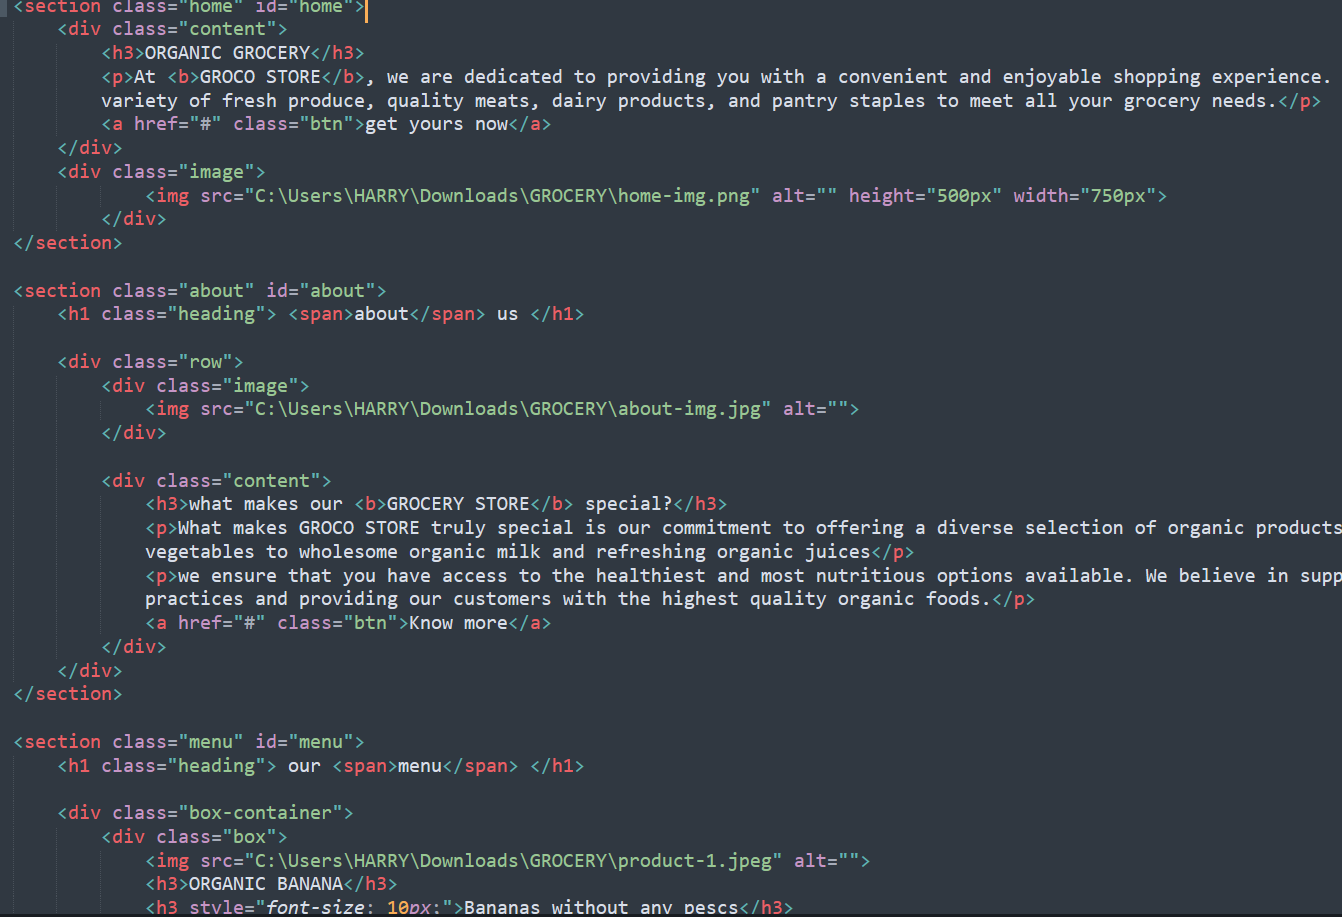 <section class="home" id="home">
<div class="content">
<h3>ORGANIC GROCERY</h3>
<p>At <b>GROCO STORE</b>, we are dedicated to providing you with a convenient and enjoyable shopping experience.
variety of fresh produce, quality meats, dairy products, and pantry staples to meet all your grocery needs.</p>
<a href="#" class="btn">get yours now</a>
</div>
<div class="image">
<img src="C:\Users\HARRY\Downloads\GROCERY\home-img.png" alt="" height="500px" width="750px">
</div>
</section>
<section class="about" id="about">
<h1 class="heading"> <span>about</span> us </h1>
<div class="row">
<div class="image">
<img src="C:\Users\HARRY\Downloads\GROCERY\about-img.jpg" alt="">
</div>
<div class="content">
<h3>what makes our <b>GROCERY STORE</b> special?</h3>
<p>What makes GROCO STORE truly special is our commitment to offering a diverse selection of organic products
vegetables to wholesome organic milk and refreshing organic juices</p>
<p>we ensure that you have access to the healthiest and most nutritious options available. We believe in supp
practices and providing our customers with the highest quality organic foods.</p>
<a href="#" class="btn">Know more</a>
</div>
</div>
</section>
<section class="menu" id="menu">
<h1 class="heading"> our <span>menu</span> </h1>
<div class="box-container">
<div class="box">
<img src="C:\Users\HARRY\Downloads\GROCERY\product-1.jpeg" alt="">
<h3>ORGANIC BANANA</h3>
<h3 style="font-size: 10px;">Bananas without any pescs</h3>